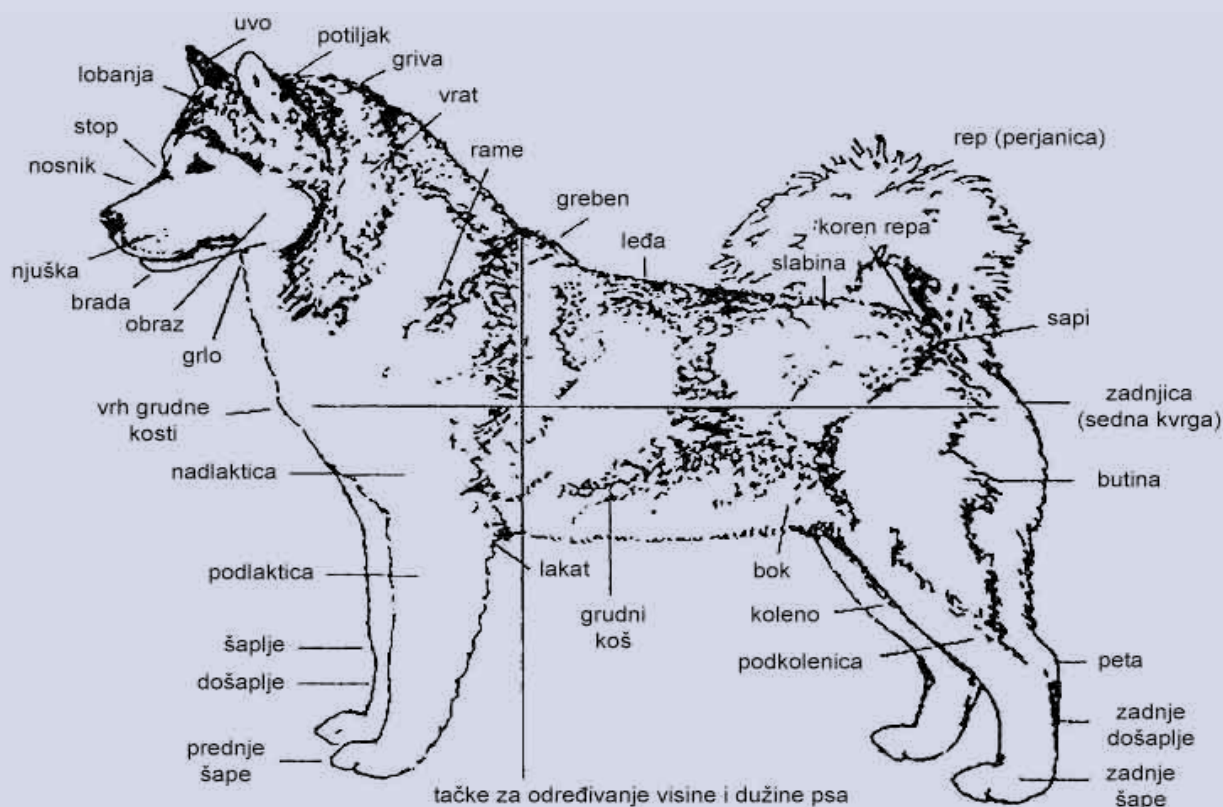 uvo
potiljak
griva
lobanja
vrat
stop
rame
rep (perjanica)
nosnik
greben
leđa
koren repa
slabina
njuška
brada
obraz
sapi
grlo
vrh grudne
kosti
zadnjica
(sedna kvrga)
nadlaktica
butina
podlaktica
lakat
bok
grudni
koš
koleno
šaplje
podkolenica
peta
došaplje
zadnje
došaplje
prednje
šape
zadnje
šape
tačke za određivanje visine i dužine psa